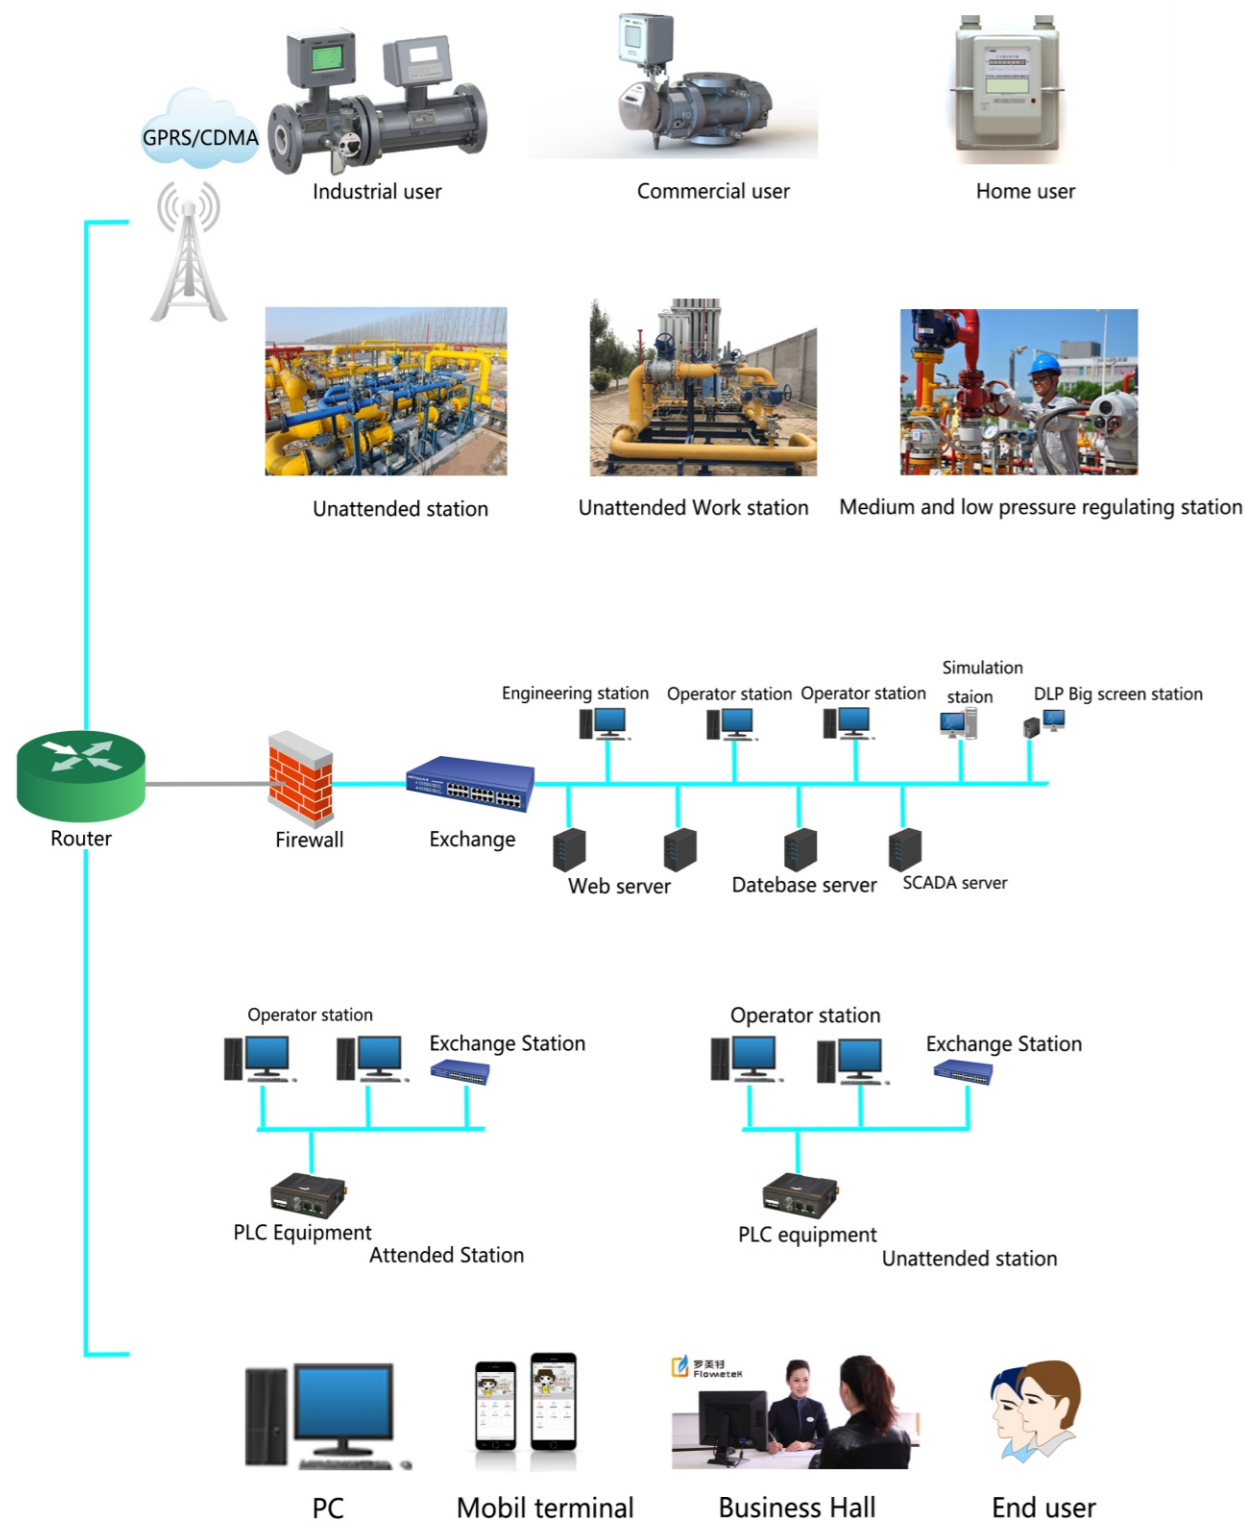 GPRS/CDMA
Industrial user
Commercial user
Home user
Unattended station
Unattended Work station
Medium and low pressure regulating station
Simulation
staion
Engineering station
Operator station
Operator station
DLP Big screen station
Router
Firewall
Exchange
Web server
Datebase server
SCADA server
Operator station
Exchange Station
PLC Equipment
Attended Station
Operator station
Exchange Station
PLC equipment
Unattended station
罗美特
Flowetek
PC
Mobil terminal
Business Hall
End user